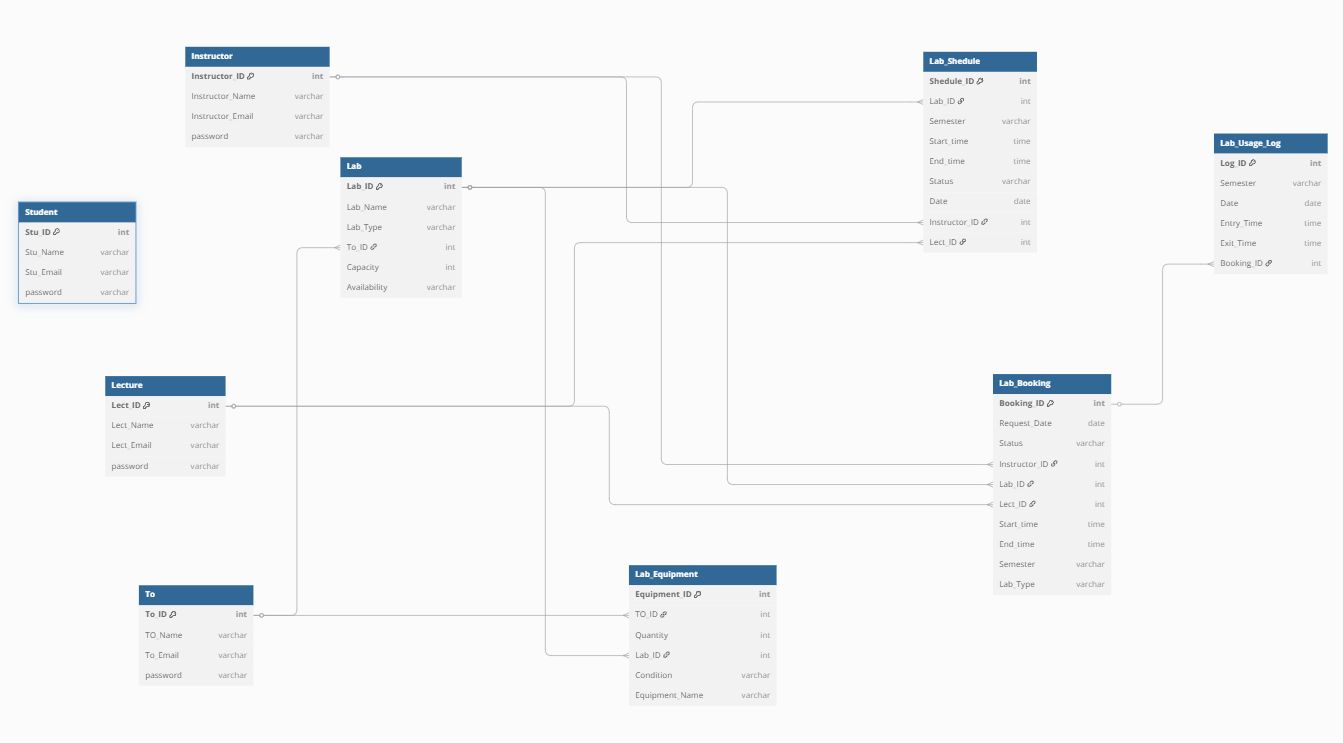 Instructor
Instructor_ID int
Instructor_Name varchar
Instructor_Email varchar
password varchar
Lab_Shedule
Shedule_ID int
Lab_ID int
Semester varchar
Start_time time
End_time time
Status varchar
Date date
Instructor_ID int
Lect_ID int
Lab_Usage_Log
Log_ID int
Semester varchar
Date date
Entry_Time time
Exit_Time time
Booking_ID int
Lab
Lab_ID int
Lab_Name varchar
Lab_Type varchar
To_ID int
Capacity int
Availability varchar
Student
Stu_ID int
Stu_Name varchar
Stu_Email varchar
password varchar
Lecture
Lect_ID int
Lect_Name varchar
Lect_Email varchar
password varchar
Lab_Booking
Booking_ID int
Request_Date date
Status varchar
Instructor_ID int
Lab_ID int
Lect_ID int
Start_time time
End_time time
Semester varchar
Lab_Type varchar
To
To_ID int
TO_Name varchar
To_Email varchar
password varchar
Lab_Equipment
Equipment_ID int
TO_ID int
Quantity int
Lab_ID int
Condition varchar
Equipment_Name varchar